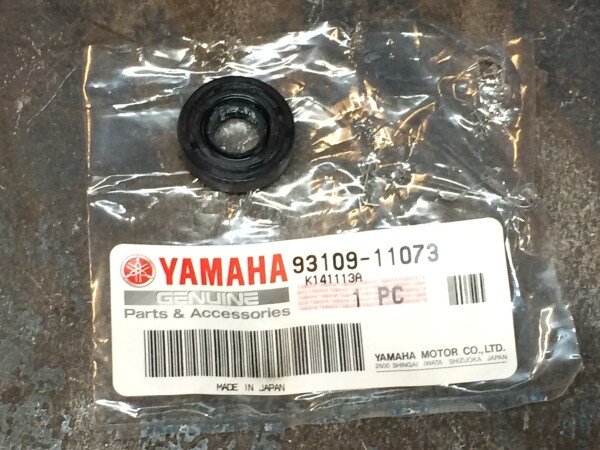 YAMAHA 93109-11073
K141113A
GENUINE
1 PC
Parts & Accessories
YAMAHA MOTOR CO., LTD.
2500 SHINGAI IWATA SHIZUOKA JAPAN
MADE IN JAPAN